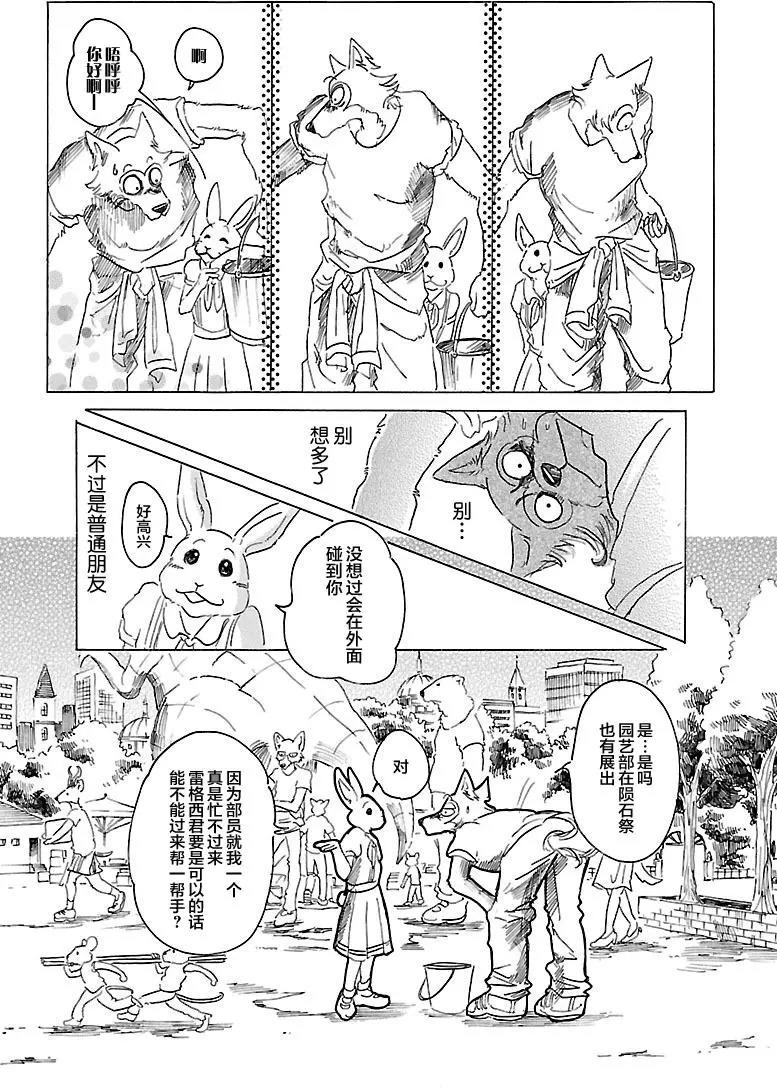 啊
唔呼呼
你好啊一
别
想多了
别…
不过是普通朋友
没想过会在外面
碰到你
好高兴
是…是吗
园艺部在陨石祭
也有展出
对
因为部员就我一个
真是忙不过来
雷格西君要是可以的话
能不能过来帮一帮手？